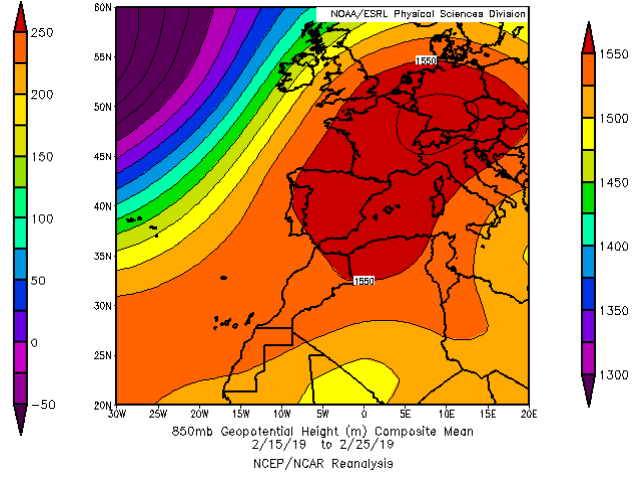 NOAA/ESRL Physical Sciences Division
60N
55N
50N
45N
40N
35N
30N
25N
20N
30W
25W
20W
15W
10W
5W
0
5E
10E
15E
20E
1550
1550
250
200
150
100
50
0
−50
1550
1500
1450
1400
1350
1300
850mb Geopotential Height (m) Composite Mean
2/15/19 to 2/25/19
NCEP/NCAR Reanalysis